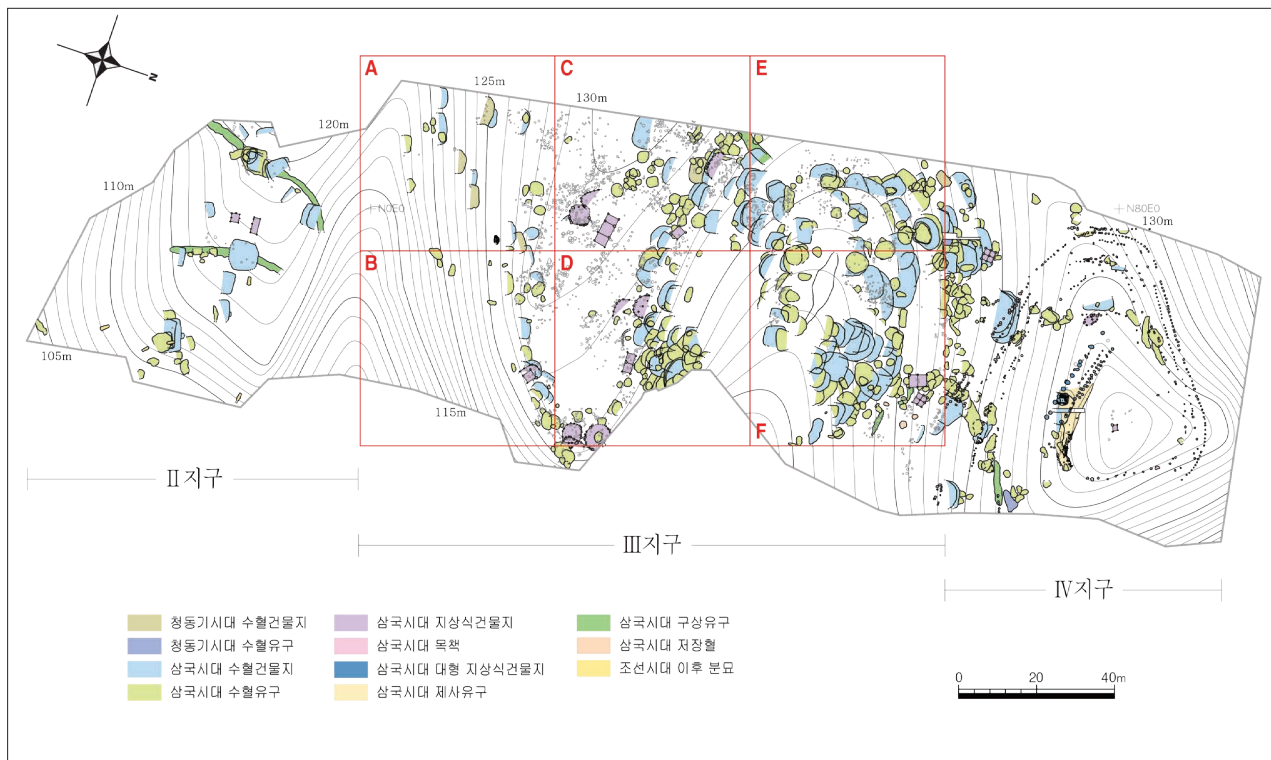 N
A
C
E
125m
130m
120m
110m
N0E0
N80E0
130m
B
D
105m
115m
F
Ⅱ지구
Ⅲ지구
Ⅳ지구
청동기시대 수혈건물지
청동기시대 수혈유구
삼국시대 수혈건물지
삼국시대 수혈유구
삼국시대 지상식건물지
삼국시대 목책
삼국시대 대형 지상식건물지
삼국시대 제사유구
삼국시대 구상유구
삼국시대 저장혈
조선시대 이후 분묘
0 20 40m